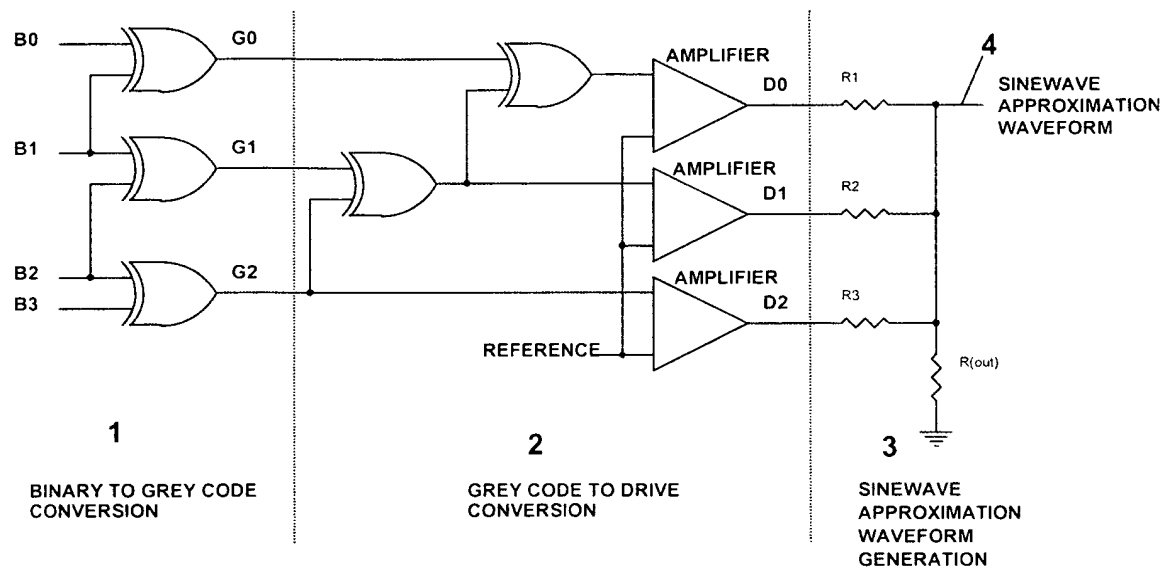 B0
G0
AMPLIFIER
D0
R1
4
SINEWAVE
APPROXIMATION
WAVEFORM
B1
G1
AMPLIFIER
D1
R2
B2
G2
AMPLIFIER
D2
R3
B3
REFERENCE
R(out)
1
2
3
BINARY TO GREY CODE
CONVERSION
GREY CODE TO DRIVE
CONVERSION
SINEWAVE
APPROXIMATION
WAVEFORM
GENERATION